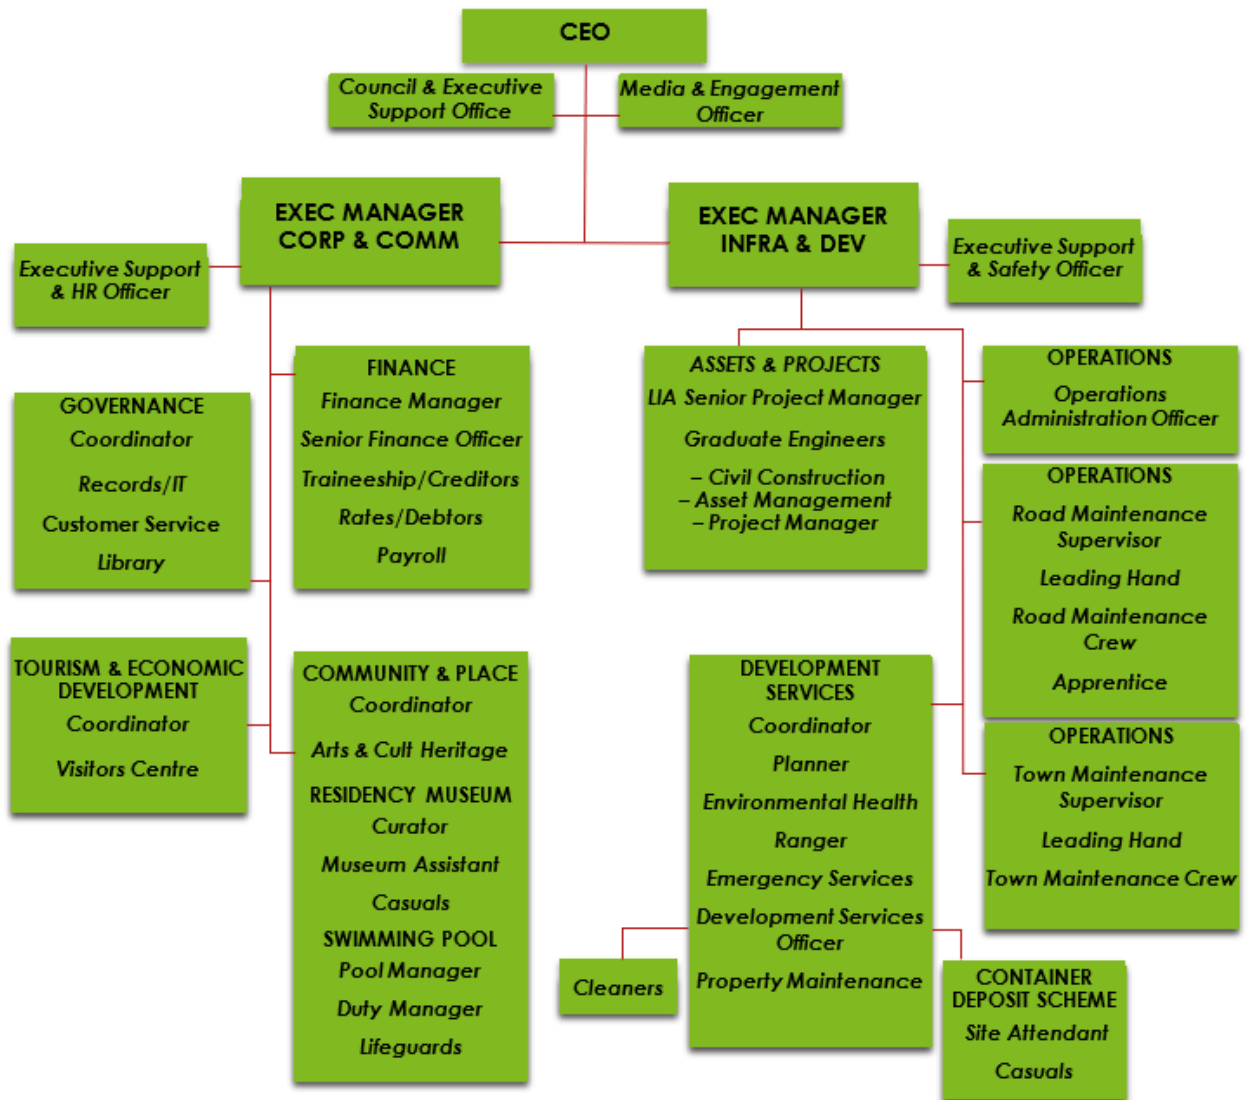 CEO
Council & Executive
Support Office
Media & Engagement
Officer
EXEC MANAGER
CORP & COMM
EXEC MANAGER
INFRA & DEV
Executive Support
& HR Officer
Executive Support
& Safety Officer
GOVERNANCE
Coordinator
Records/IT
Customer Service
Library
FINANCE
Finance Manager
Senior Finance Officer
Traineeship/Creditors
Rates/Debtors
Payroll
ASSETS & PROJECTS
LIA Senior Project Manager
Graduate Engineers
– Civil Construction
– Asset Management
– Project Manager
OPERATIONS
Operations
Administration Officer
OPERATIONS
Road Maintenance
Supervisor
Leading Hand
Road Maintenance
Crew
Apprentice
TOURISM & ECONOMIC
DEVELOPMENT
Coordinator
Visitors Centre
COMMUNITY & PLACE
Coordinator
Arts & Cult Heritage
RESIDENCY MUSEUM
Curator
Museum Assistant
Casuals
SWIMMING POOL
Pool Manager
Duty Manager
Lifeguards
DEVELOPMENT
SERVICES
Coordinator
Planner
Environmental Health
Ranger
Emergency Services
Development Services
Officer
Property Maintenance
OPERATIONS
Town Maintenance
Supervisor
Leading Hand
Town Maintenance Crew
Cleaners
CONTAINER
DEPOSIT SCHEME
Site Attendant
Casuals